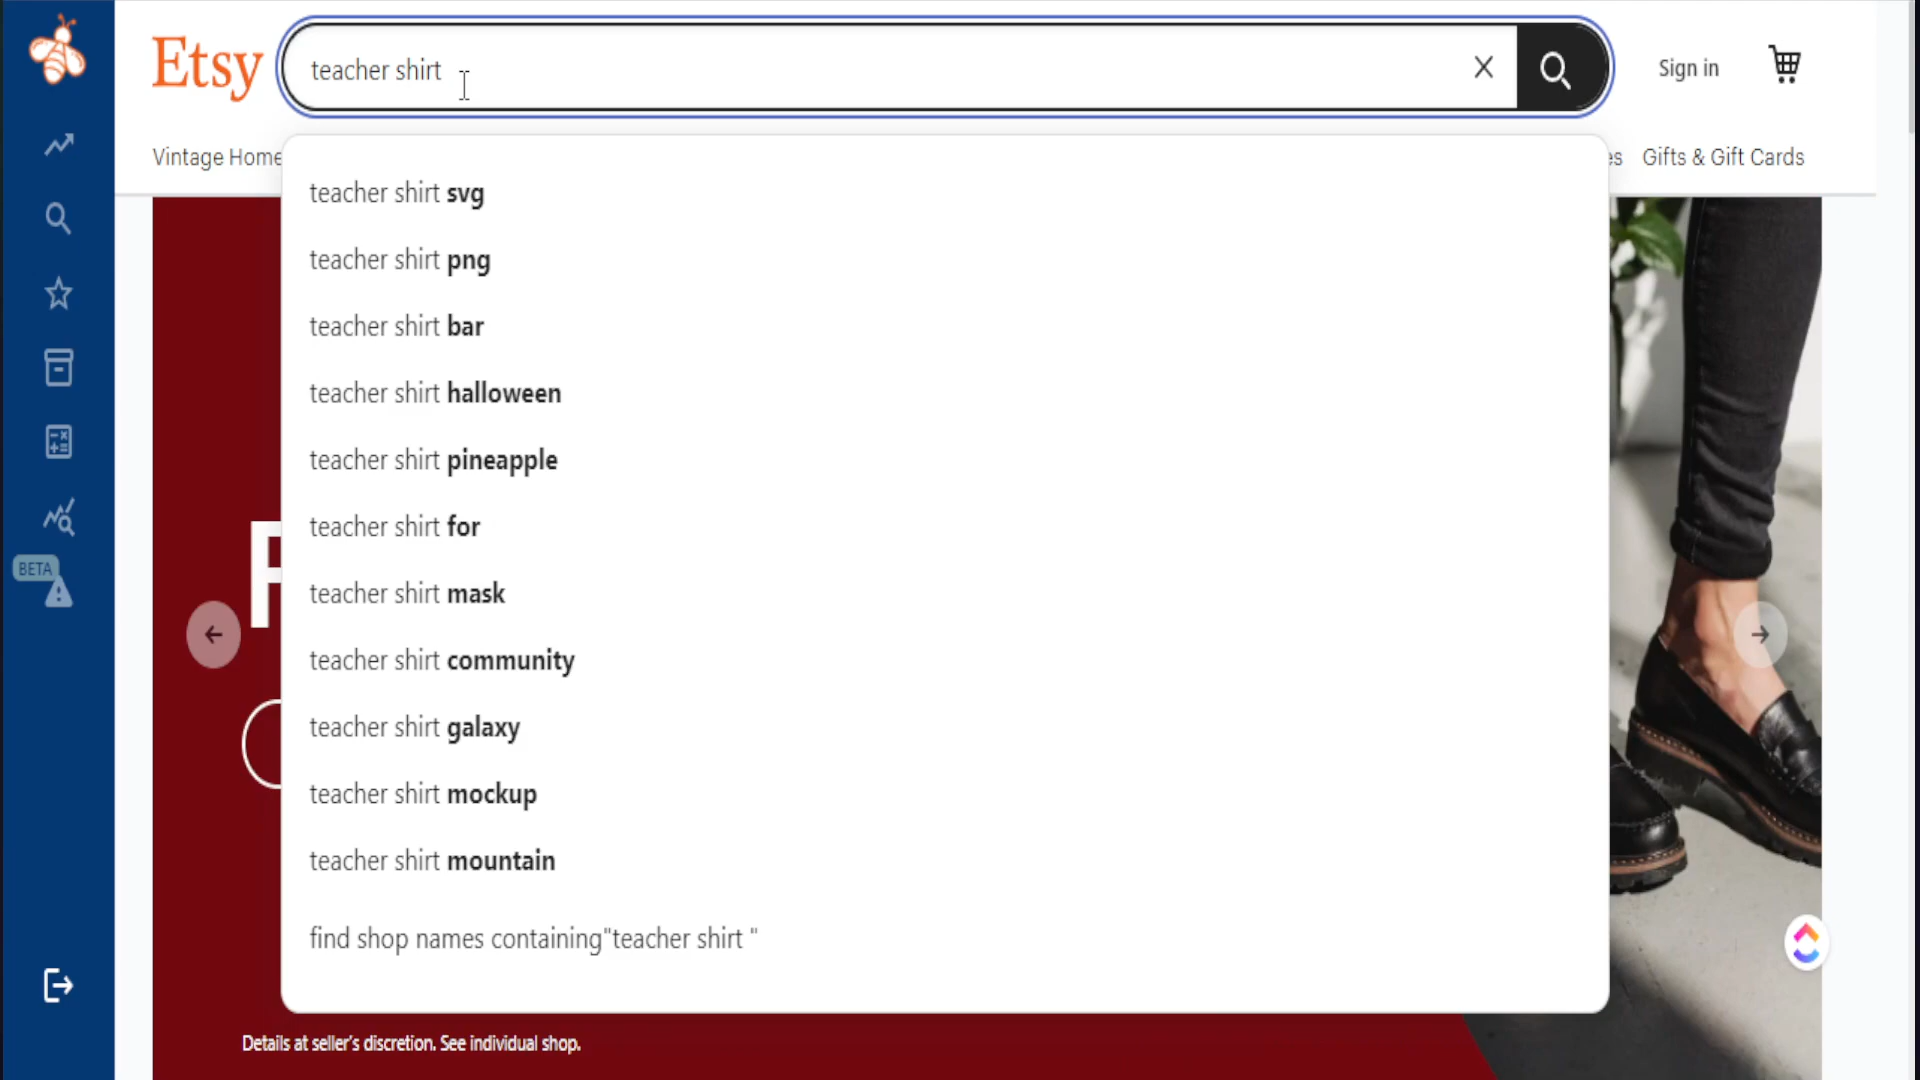 Etsy
teacher shirt
Sign in
Vintage Home
es
Gifts & Gift Cards
teacher shirt svg
teacher shirt png
teacher shirt bar
teacher shirt halloween
teacher shirt pineapple
teacher shirt for
teacher shirt mask
teacher shirt community
teacher shirt galaxy
teacher shirt mockup
teacher shirt mountain
find shop names containing"teacher shirt "
BETA
F
Details at seller's discretion. See individual shop.